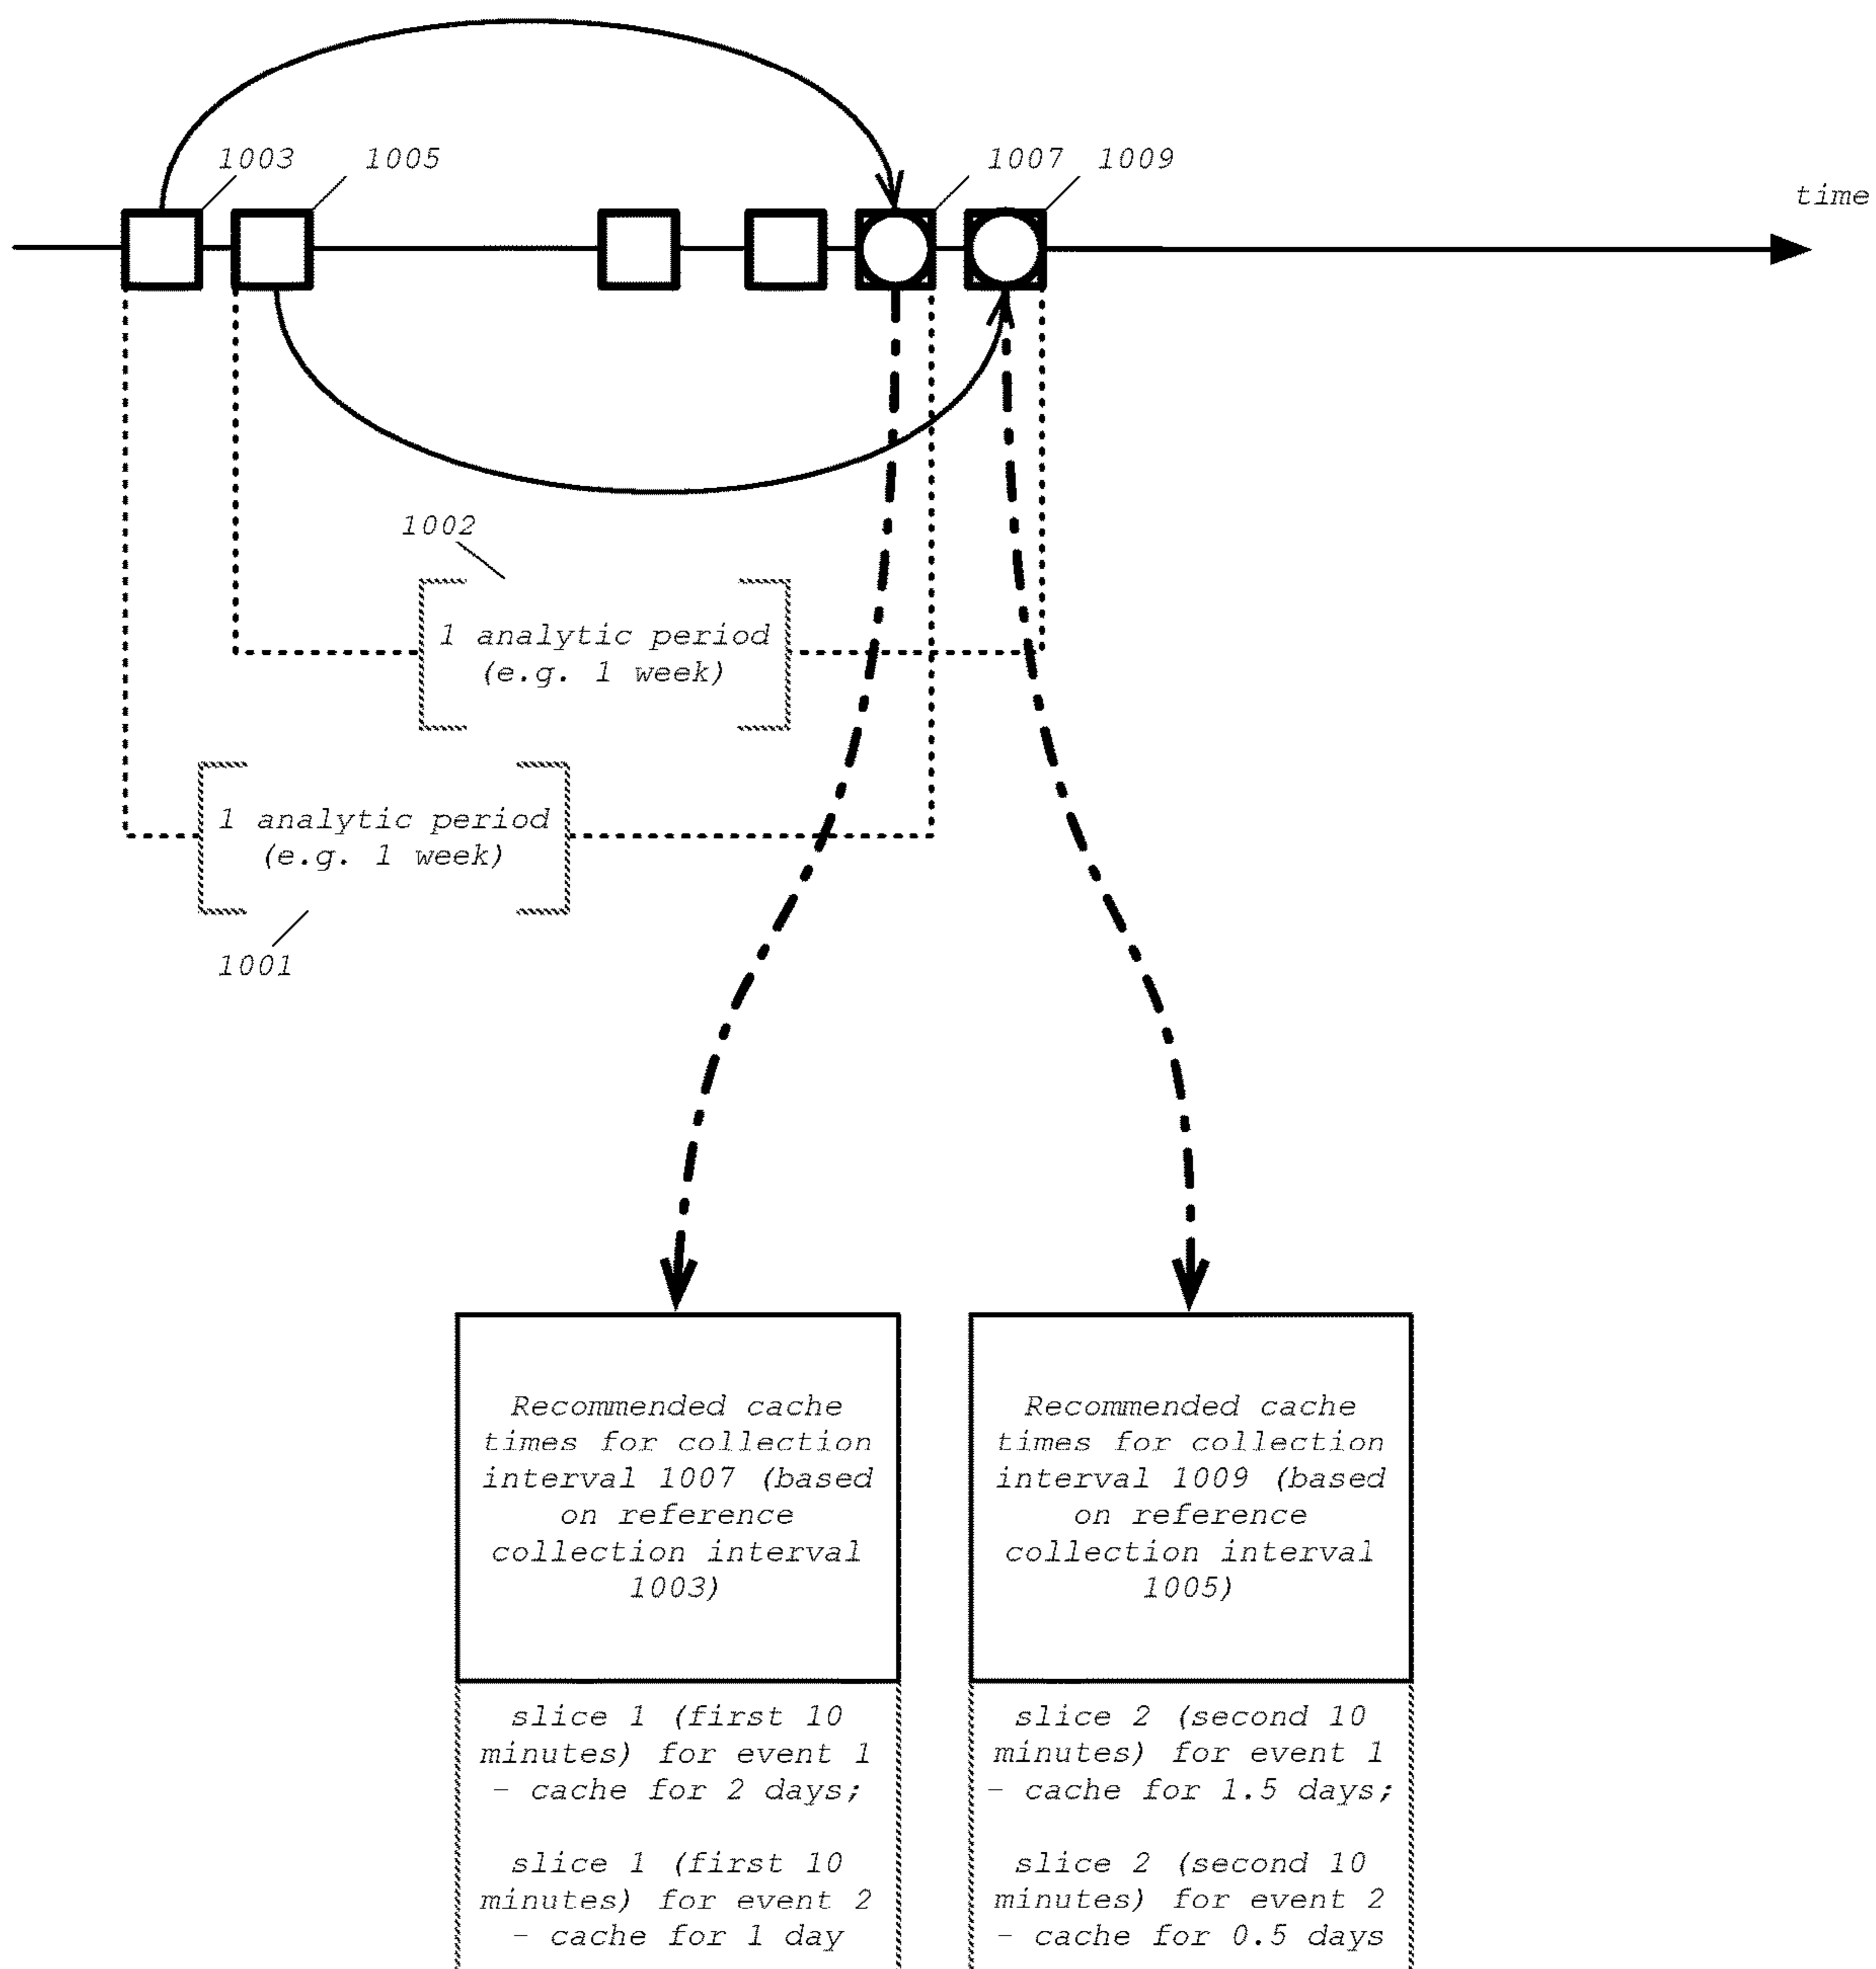 1003
1005
1007
1009
time
1002
1 analytic period
(e.g. 1 week)
1 analytic period
(e.g. 1 week)
1001
Recommended cache
times for collection
interval 1007 (based
on reference
collection interval
1003)
slice 1 (first 10
minutes) for event 1
- cache for 2 days;
slice 1 (first 10
minutes) for event 2
- cache for 1 day
Recommended cache
times for collection
interval 1009 (based
on reference
collection interval
1005)
slice 2 (second 10
minutes) for event 1
- cache for 1.5 days;
slice 2 (second 10
minutes) for event 2
- cache for 0.5 days